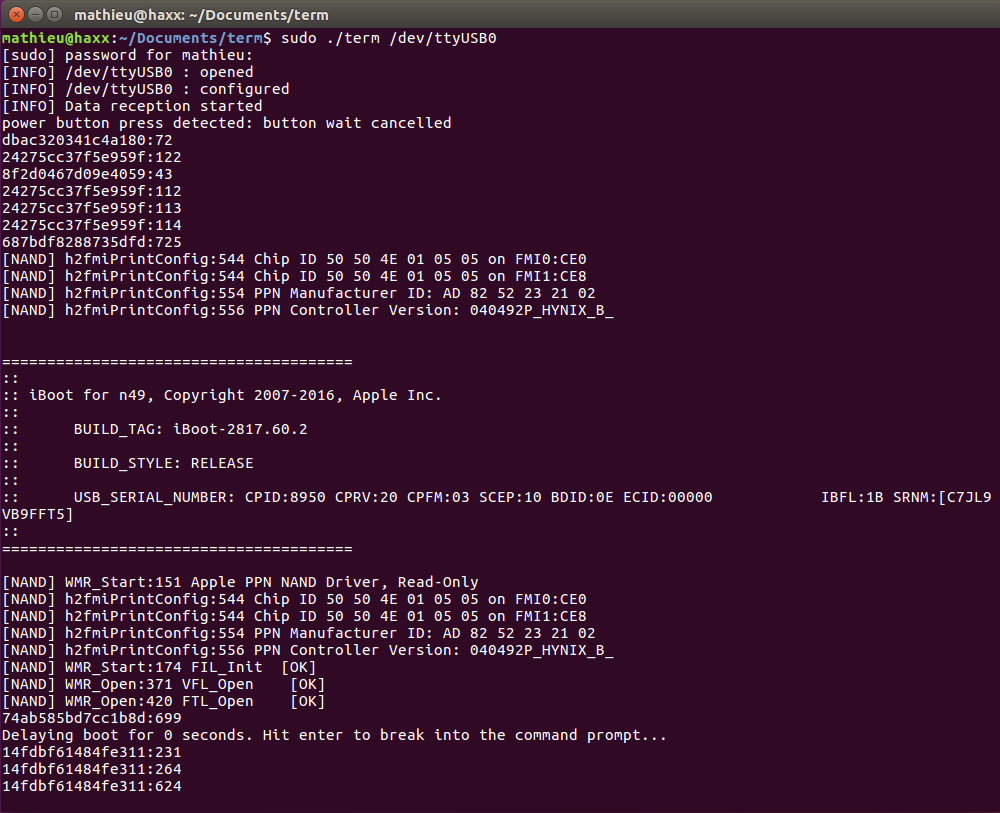 mathieu@haxx: ~/Documents/term
mathieu@haxx:~/Documents/term$ sudo ./term /dev/ttyUSB0
[sudo] password for mathieu:
[INFO] /dev/ttyUSB0 : opened
[INFO] /dev/ttyUSB0 : configured
[INFO] Data reception started
power button press detected: button wait cancelled
dbac320341c4a180:72
24275cc37f5e959f:122
8f2d0467d09e4059:43
24275cc37f5e959f:112
24275cc37f5e959f:113
24275cc37f5e959f:114
687bdf8288735dfd:725
[NAND] h2fmiPrintConfig:544 Chip ID 50 50 4E 01 05 05 on FMI0:CE0
[NAND] h2fmiPrintConfig:544 Chip ID 50 50 4E 01 05 05 on FMI1:CE8
[NAND] h2fmiPrintConfig:554 PPN Manufacturer ID: AD 82 52 23 21 02
[NAND] h2fmiPrintConfig:556 PPN Controller Version: 040492P_HYNIX_B_
=======================================
::
:: iBoot for n49, Copyright 2007-2016, Apple Inc.
::
::      BUILD_TAG: iBoot-2817.60.2
::
::      BUILD_STYLE: RELEASE
::
::      USB_SERIAL_NUMBER: CPID:8950 CPRV:20 CPFM:03 SCEP:10 BDID:0E ECID:00000            IBFL:1B SRNM:[C7JL9
VB9FFT5]
::
=======================================
[NAND] WMR_Start:151 Apple PPN NAND Driver, Read-Only
[NAND] h2fmiPrintConfig:544 Chip ID 50 50 4E 01 05 05 on FMI0:CE0
[NAND] h2fmiPrintConfig:544 Chip ID 50 50 4E 01 05 05 on FMI1:CE8
[NAND] h2fmiPrintConfig:554 PPN Manufacturer ID: AD 82 52 23 21 02
[NAND] h2fmiPrintConfig:556 PPN Controller Version: 040492P_HYNIX_B_
[NAND] WMR_Start:174 FIL_Init  [OK]
[NAND] WMR_Open:371 VFL_Open    [OK]
[NAND] WMR_Open:420 FTL_Open    [OK]
74ab585bd7cc1b8d:699
Delaying boot for 0 seconds. Hit enter to break into the command prompt...
14fdbf61484fe311:231
14fdbf61484fe311:264
14fdbf61484fe311:624